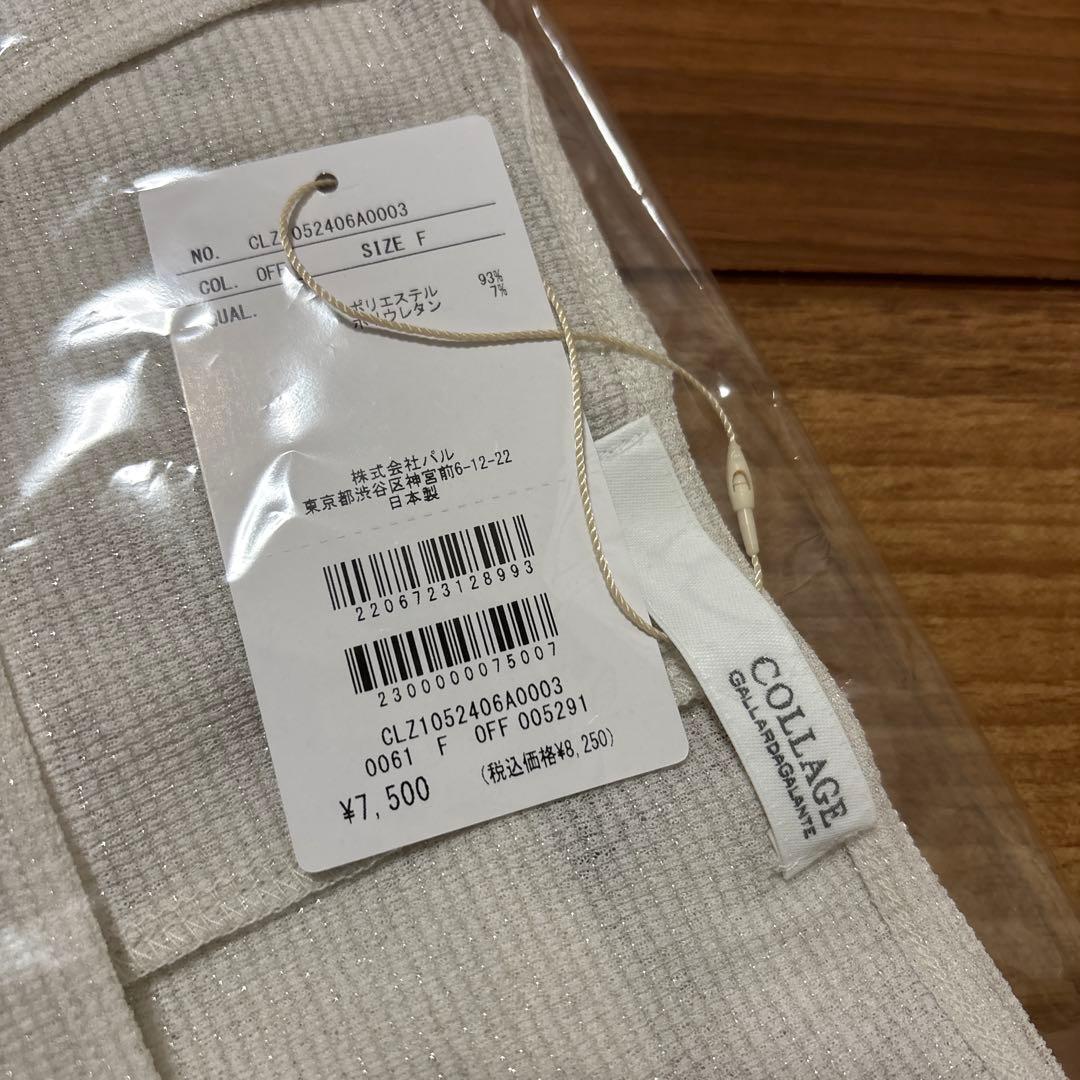 NO. CLZ1052406A0003
COL. OFF SIZE F
QUAL. ポリエステル 93%
ポリウレタン 7%
株式会社パル
東京都渋谷区神宮前6-12-22
日本製
2206723128993
2300000075007
CLZ1052406A0003
0061 F OFF 005291
¥7,500 (税込価格¥8,250)
COLLAGE
GALLARDAGALANTE